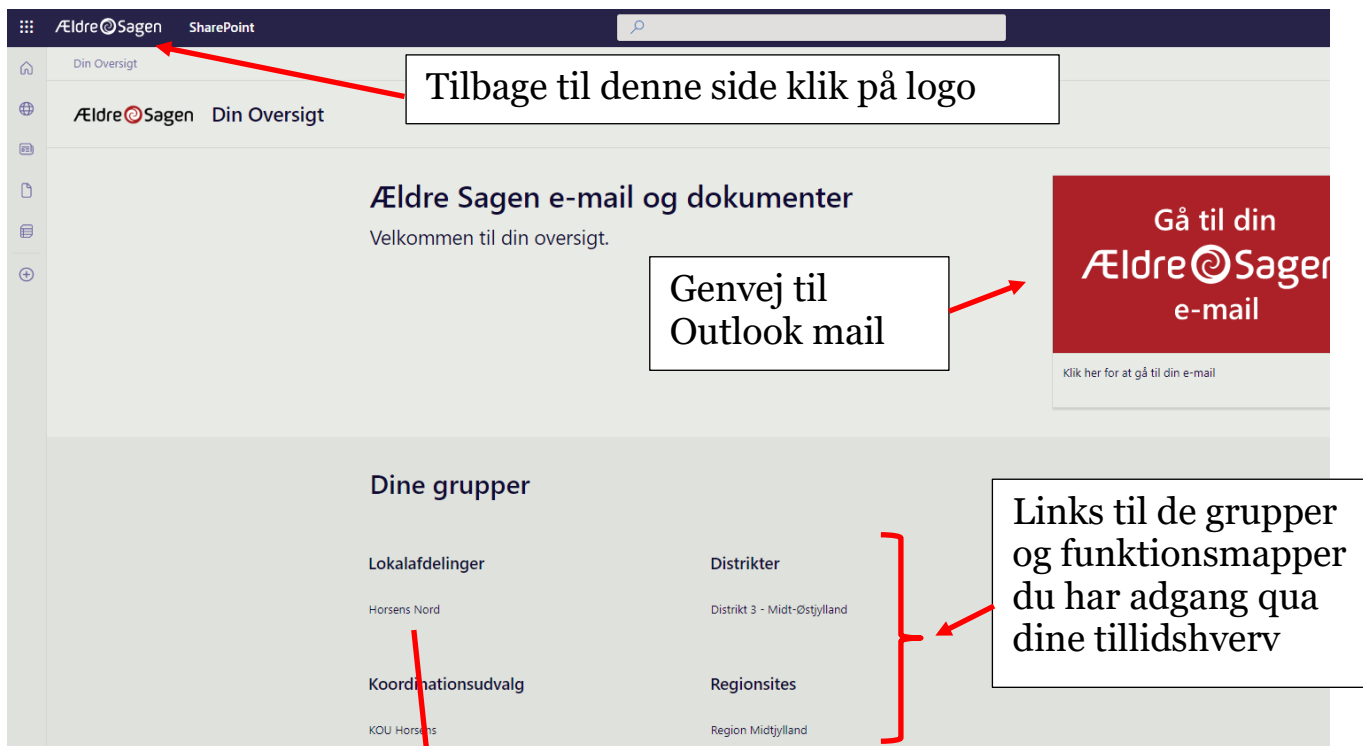 ÆldreSagen SharePoint
Din Oversigt
Tilbage til denne side klik på logo
ÆldreSagen Din Oversigt
Ældre Sagen e-mail og dokumenter
Velkommen til din oversigt.
Gå til din
ÆldreSagen
e-mail
Klik her for at gå til din e-mail
Genvej til
Outlook mail
Dine grupper
Links til de grupper
og funktionsmapper
du har adgang qua
dine tillidshverv
Lokalafdelinger
Horsens Nord
Distrikter
Distrikt 3 - Midt-Østjylland
Koordinationsudvalg
KOU Horsens
Regionsites
Region Midtjylland